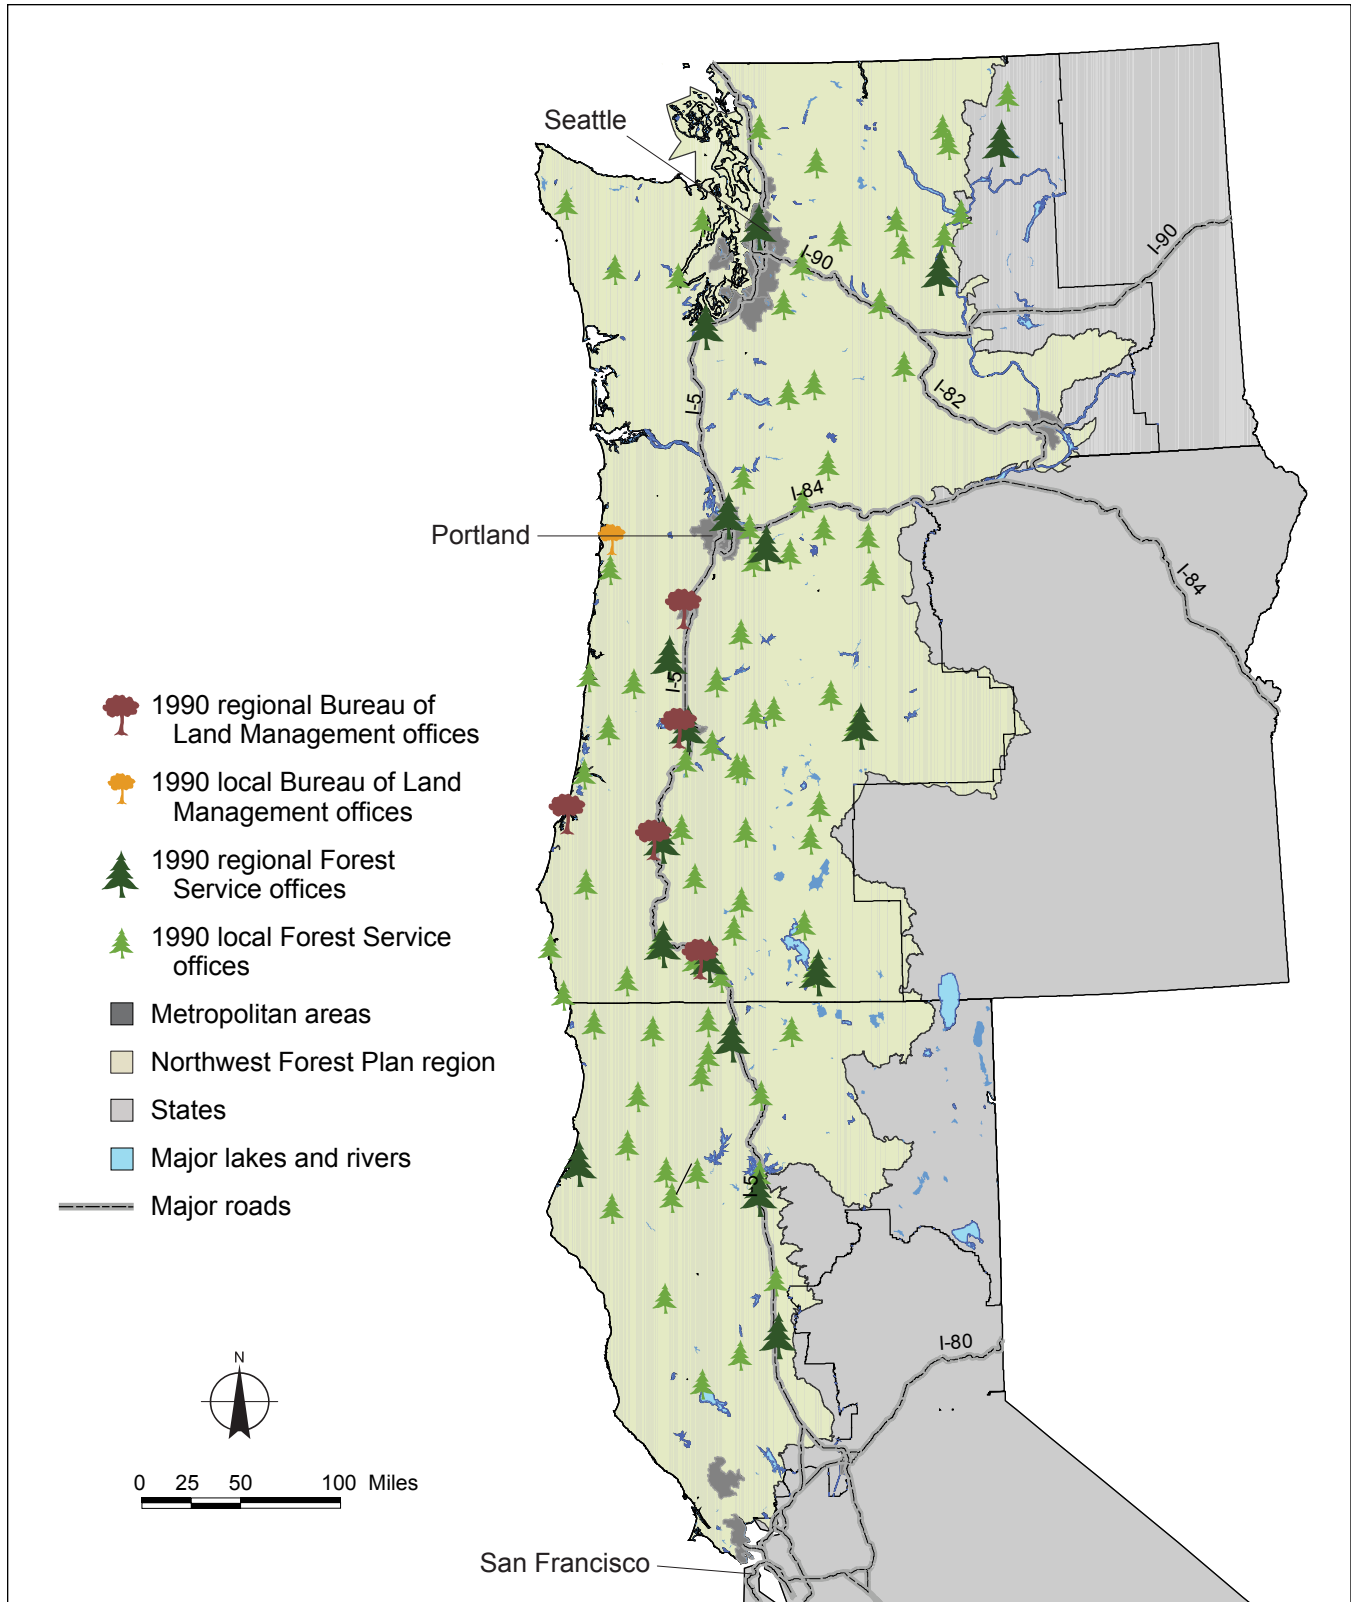 Seattle
I-90
I-90
I-5
I-82
I-84
Portland
I-84
I-5
1990 regional Bureau of
Land Management offices
1990 local Bureau of Land
Management offices
1990 regional Forest
Service offices
1990 local Forest Service
offices
Metropolitan areas
Northwest Forest Plan region
States
Major lakes and rivers
I-5
Major roads
I-80
N
0 25 50 100 Miles
San Francisco